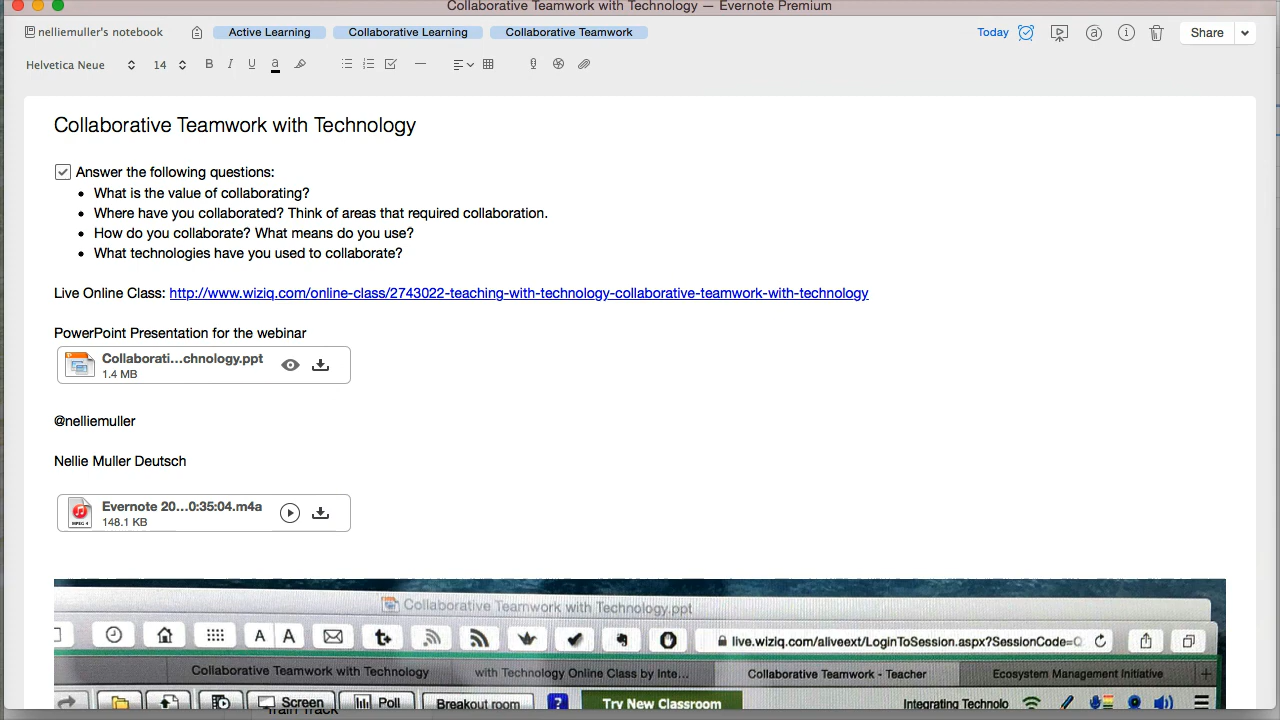 Collaborative Teamwork with Technology — Evernote Premium
nelliemuller's notebook Active Learning Collaborative Learning Collaborative Teamwork Today Share
Helvetica Neue 14 B I U a
Collaborative Teamwork with Technology
Answer the following questions:
• What is the value of collaborating?
• Where have you collaborated? Think of areas that required collaboration.
• How do you collaborate? What means do you use?
• What technologies have you used to collaborate?
Live Online Class: http://www.wiziq.com/online-class/2743022-teaching-with-technology-collaborative-teamwork-with-technology
PowerPoint Presentation for the webinar
Collaborati...chnology.ppt
1.4 MB
@nelliemuller
Nellie Muller Deutsch
Evernote 20...0:35:04.m4a
148.1 KB
Collaborative Teamwork with Technology.ppt
A A t+ live.wiziq.com/aliveext/LoginToSession.aspx?SessionCode=
Collaborative Teamwork with Technology with Technology Online Class by Inte... Collaborative Teamwork - Teacher Ecosystem Management Initiative +
Screen Poll Breakout room ? Try New Classroom Integrating Technolo
Train Track